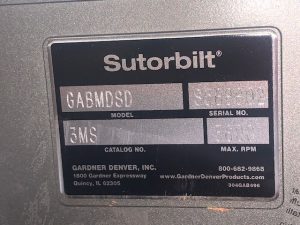 Sutorbilt®
GABMDSD
MODEL SERIAL NO.
3MS
CATALOG NO. MAX. RPM
GARDNER DENVER, INC. 800-682-9868
1800 Gardner Expressway www.GardnerDenverProducts.com
Quincy, IL 62305 304GAB496